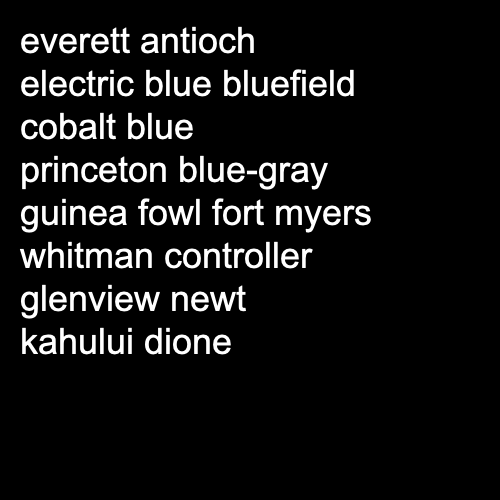 everett antioch
electric blue bluefield
cobalt blue
princeton blue-gray
guinea fowl fort myers
whitman controller
glenview newt
kahului dione